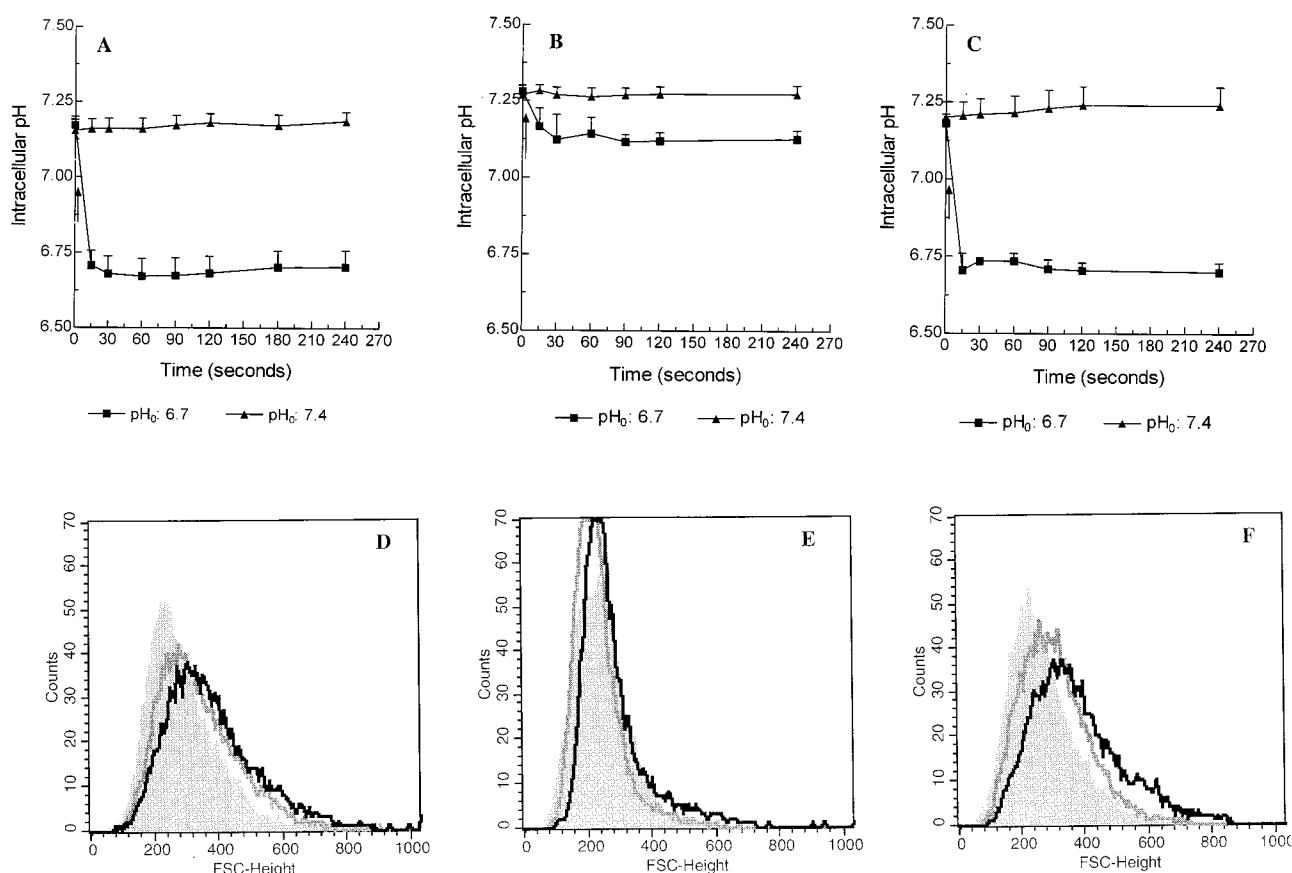 A
7.50
7.25
7.00
6.75
6.50
Intracellular pH
0 30 60 90 120 150 180 210 240 270
Time (seconds)
pH₀: 6.7 pH₀: 7.4
B
7.50
7.25
7.00
6.75
6.50
Intracellular pH
0 30 60 90 120 150 180 210 240 270
Time (seconds)
pH₀: 6.7 pH₀: 7.4
C
7.50
7.25
7.00
6.75
6.50
Intracellular pH
0 30 60 90 120 150 180 210 240 270
Time (seconds)
pH₀: 6.7 pH₀: 7.4
D
70
60
50
40
30
20
10
0
Counts
0 200 400 600 800 1000
FSC-Height
E
70
60
50
40
30
20
10
0
Counts
0 200 400 600 800 1000
FSC-Height
F
70
60
50
40
30
20
10
0
Counts
0 200 400 600 800 1000
FSC-Height